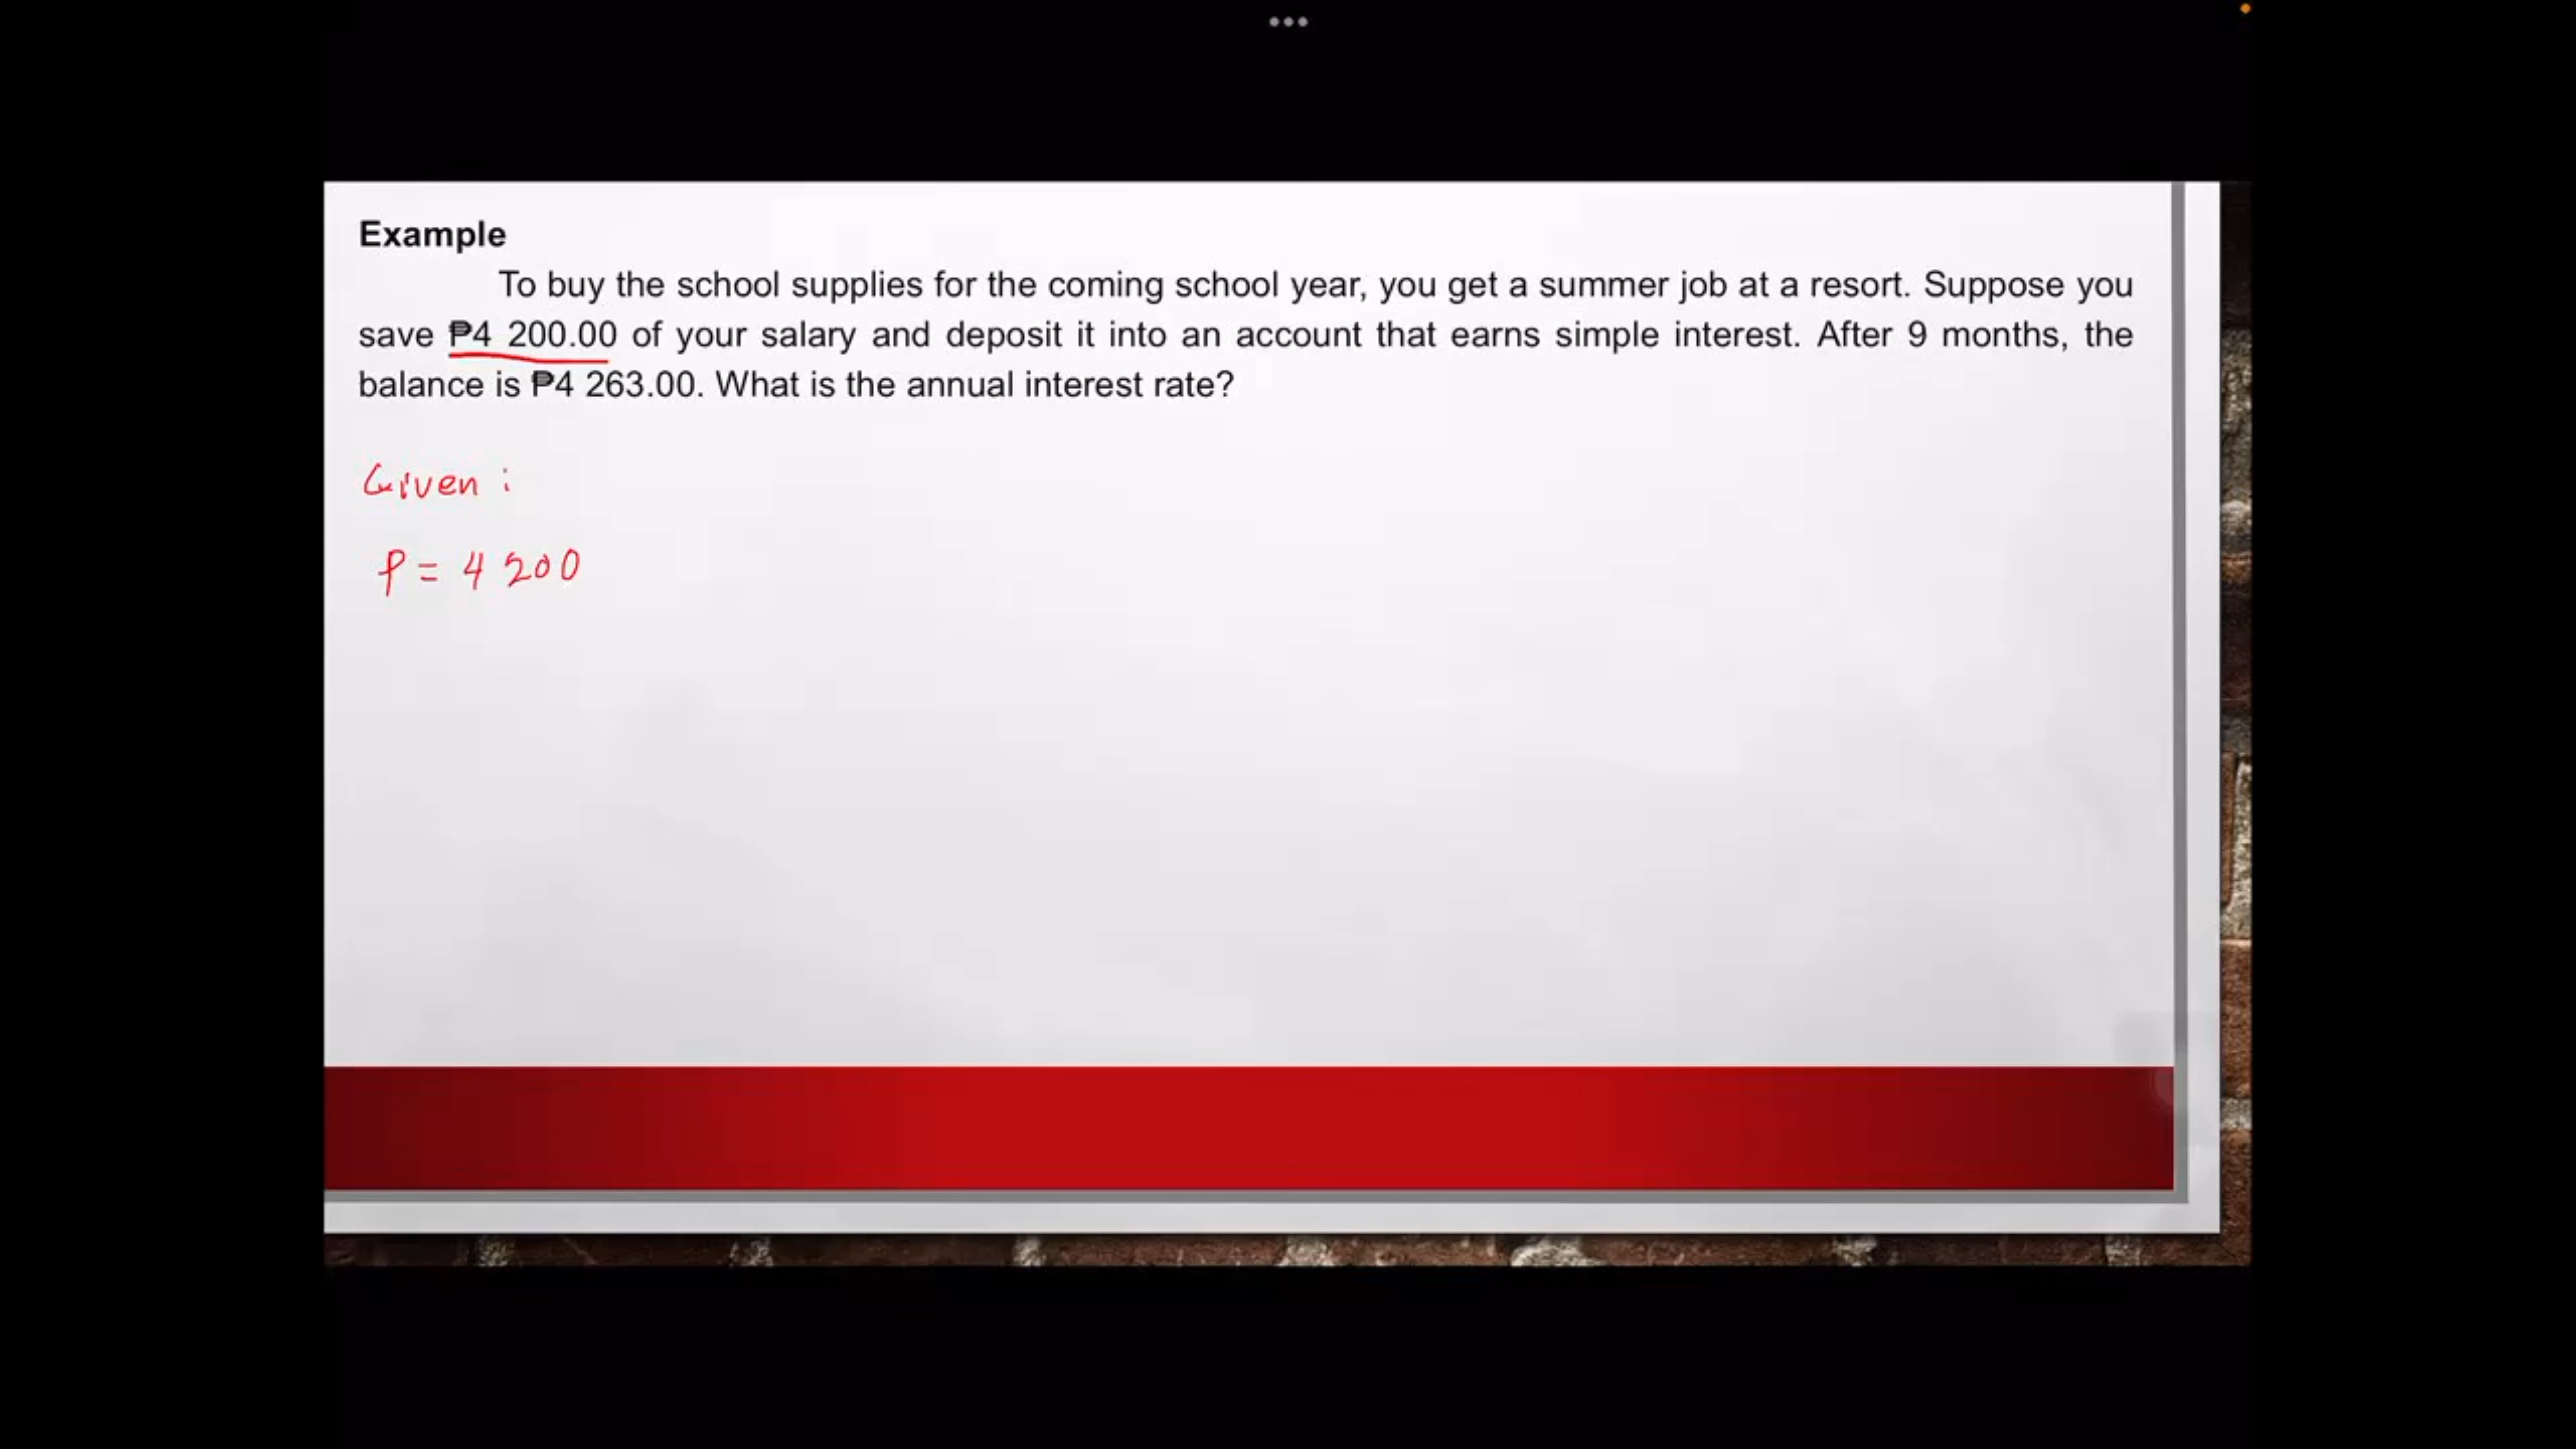 Example
To buy the school supplies for the coming school year, you get a summer job at a resort. Suppose you
save ₱4 200.00 of your salary and deposit it into an account that earns simple interest. After 9 months, the
balance is ₱4 263.00. What is the annual interest rate?
Given :
P = 4 200